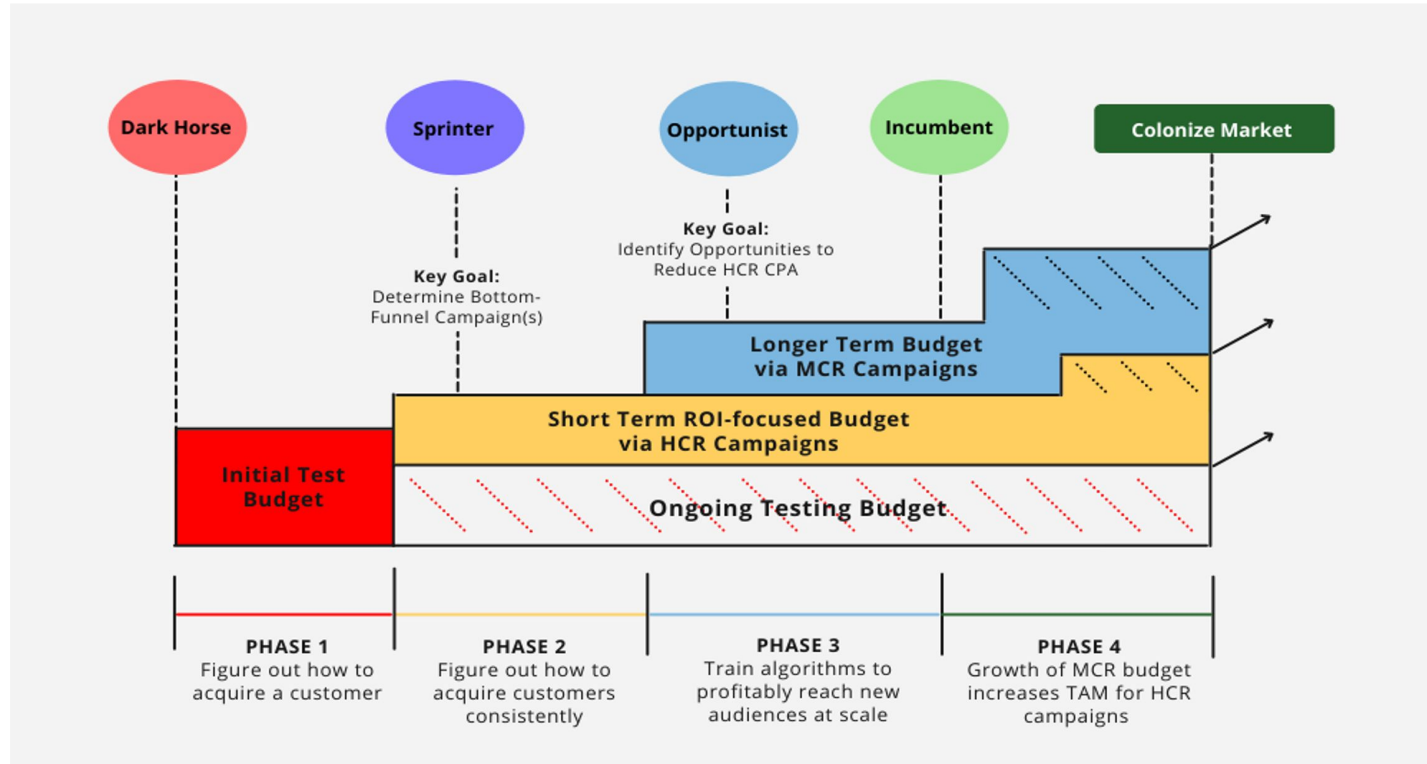 Dark Horse
Sprinter
Opportunist
Incumbent
Colonize Market
Key Goal:
Identify Opportunities to
Reduce HCR CPA
Key Goal:
Determine Bottom-
Funnel Campaign(s)
Longer Term Budget
via MCR Campaigns
Short Term ROI-focused Budget
via HCR Campaigns
Initial Test
Budget
Ongoing Testing Budget
PHASE 1
Figure out how to
acquire a customer
PHASE 2
Figure out how to
acquire customers
consistently
PHASE 3
Train algorithms to
profitably reach new
audiences at scale
PHASE 4
Growth of MCR budget
increases TAM for HCR
campaigns